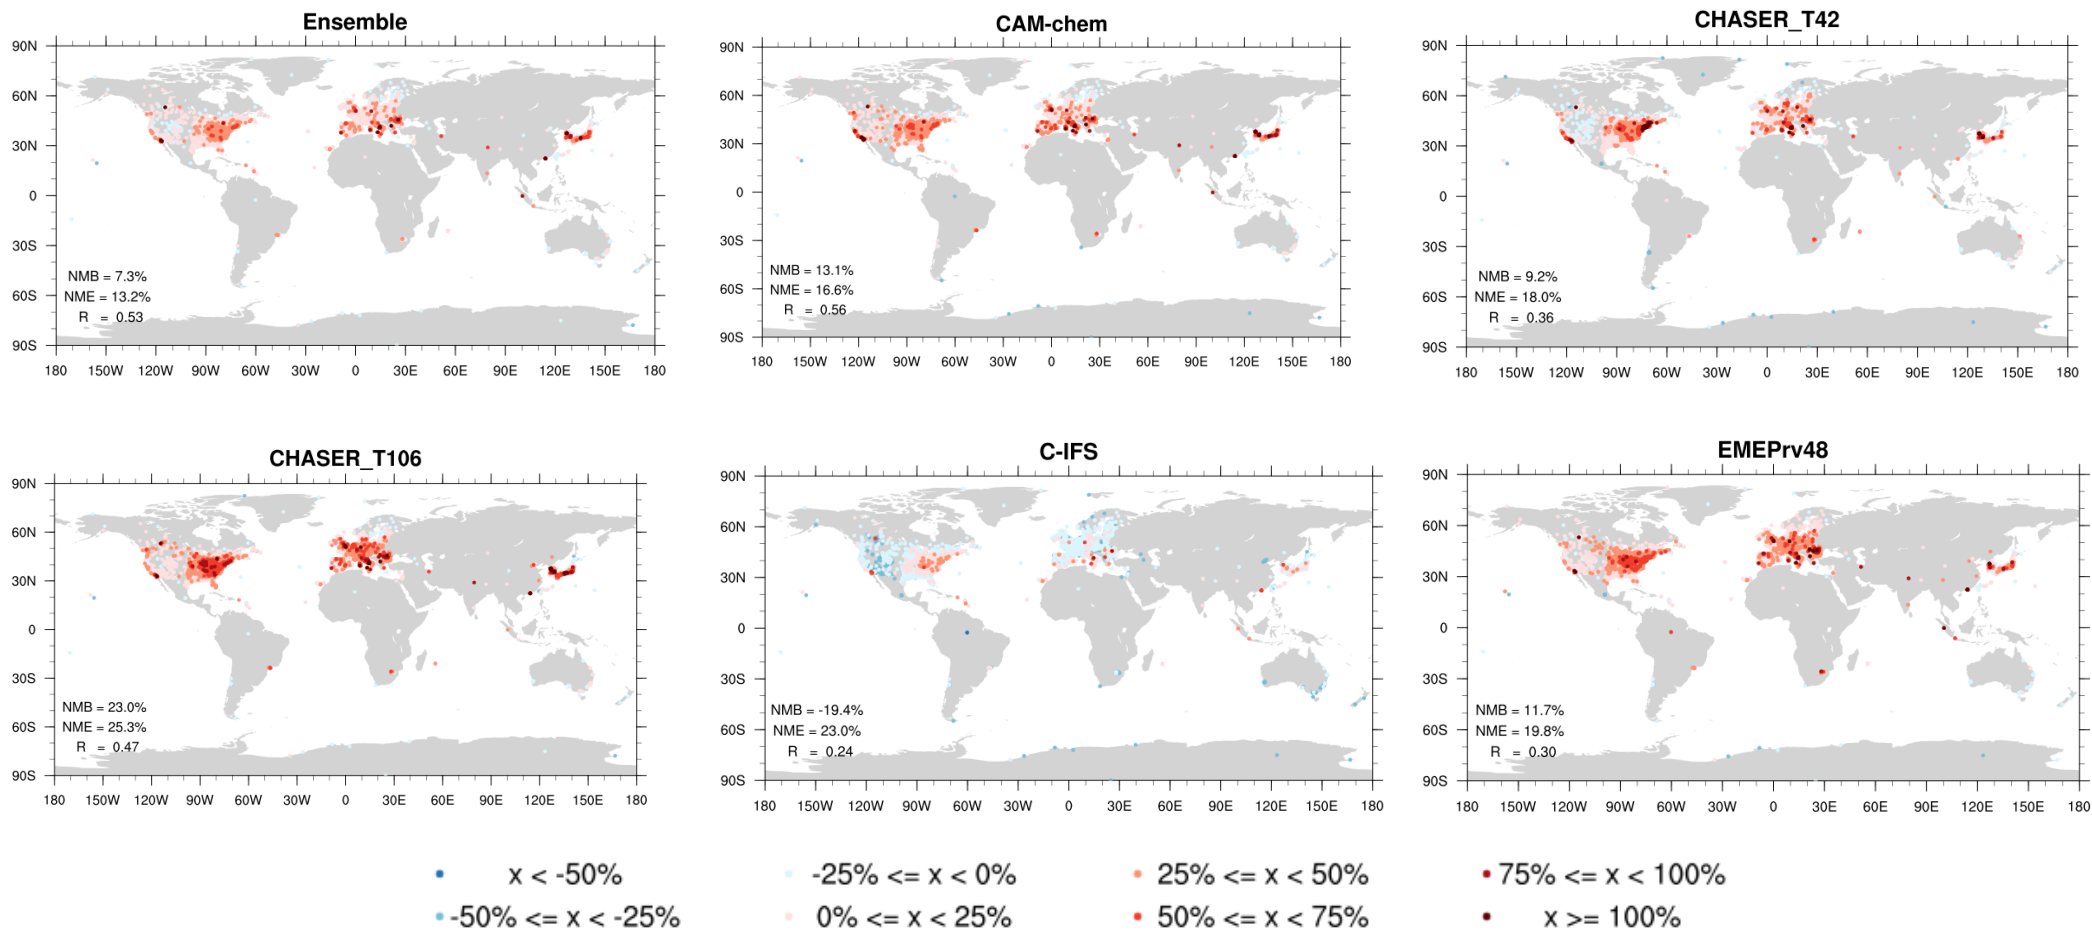 Ensemble
90N
60N
30N
0
30S
60S
90S
NMB = 7.3%
NME = 13.2%
R = 0.53
180 150W 120W 90W 60W 30W 0 30E 60E 90E 120E 150E 180
CAM-chem
90N
60N
30N
0
30S
60S
90S
NMB = 13.1%
NME = 16.6%
R = 0.56
180 150W 120W 90W 60W 30W 0 30E 60E 90E 120E 150E 180
CHASER_T42
90N
60N
30N
0
30S
60S
90S
NMB = 9.2%
NME = 18.0%
R = 0.36
180 150W 120W 90W 60W 30W 0 30E 60E 90E 120E 150E 180
CHASER_T106
90N
60N
30N
0
30S
60S
90S
NMB = 23.0%
NME = 25.3%
R = 0.47
180 150W 120W 90W 60W 30W 0 30E 60E 90E 120E 150E 180
C-IFS
90N
60N
30N
0
30S
60S
90S
NMB = -19.4%
NME = 23.0%
R = 0.24
180 150W 120W 90W 60W 30W 0 30E 60E 90E 120E 150E 180
EMEPrv48
90N
60N
30N
0
30S
60S
90S
NMB = 11.7%
NME = 19.8%
R = 0.30
180 150W 120W 90W 60W 30W 0 30E 60E 90E 120E 150E 180
x < -50% -25% <= x < 0% 25% <= x < 50% 75% <= x < 100%
-50% <= x < -25% 0% <= x < 25% 50% <= x < 75% x >= 100%